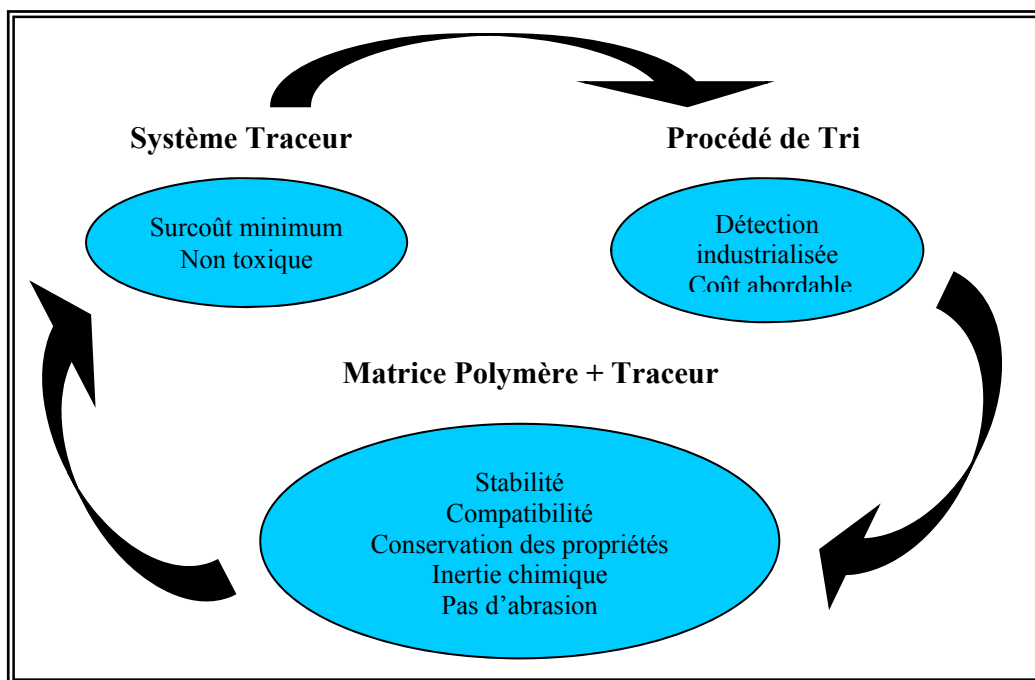 Système Traceur
Surcoût minimum
Non toxique
Procédé de Tri
Détection
industrialisée
Coût abordable
Matrice Polymère + Traceur
Stabilité
Compatibilité
Conservation des propriétés
Inertie chimique
Pas d’abrasion